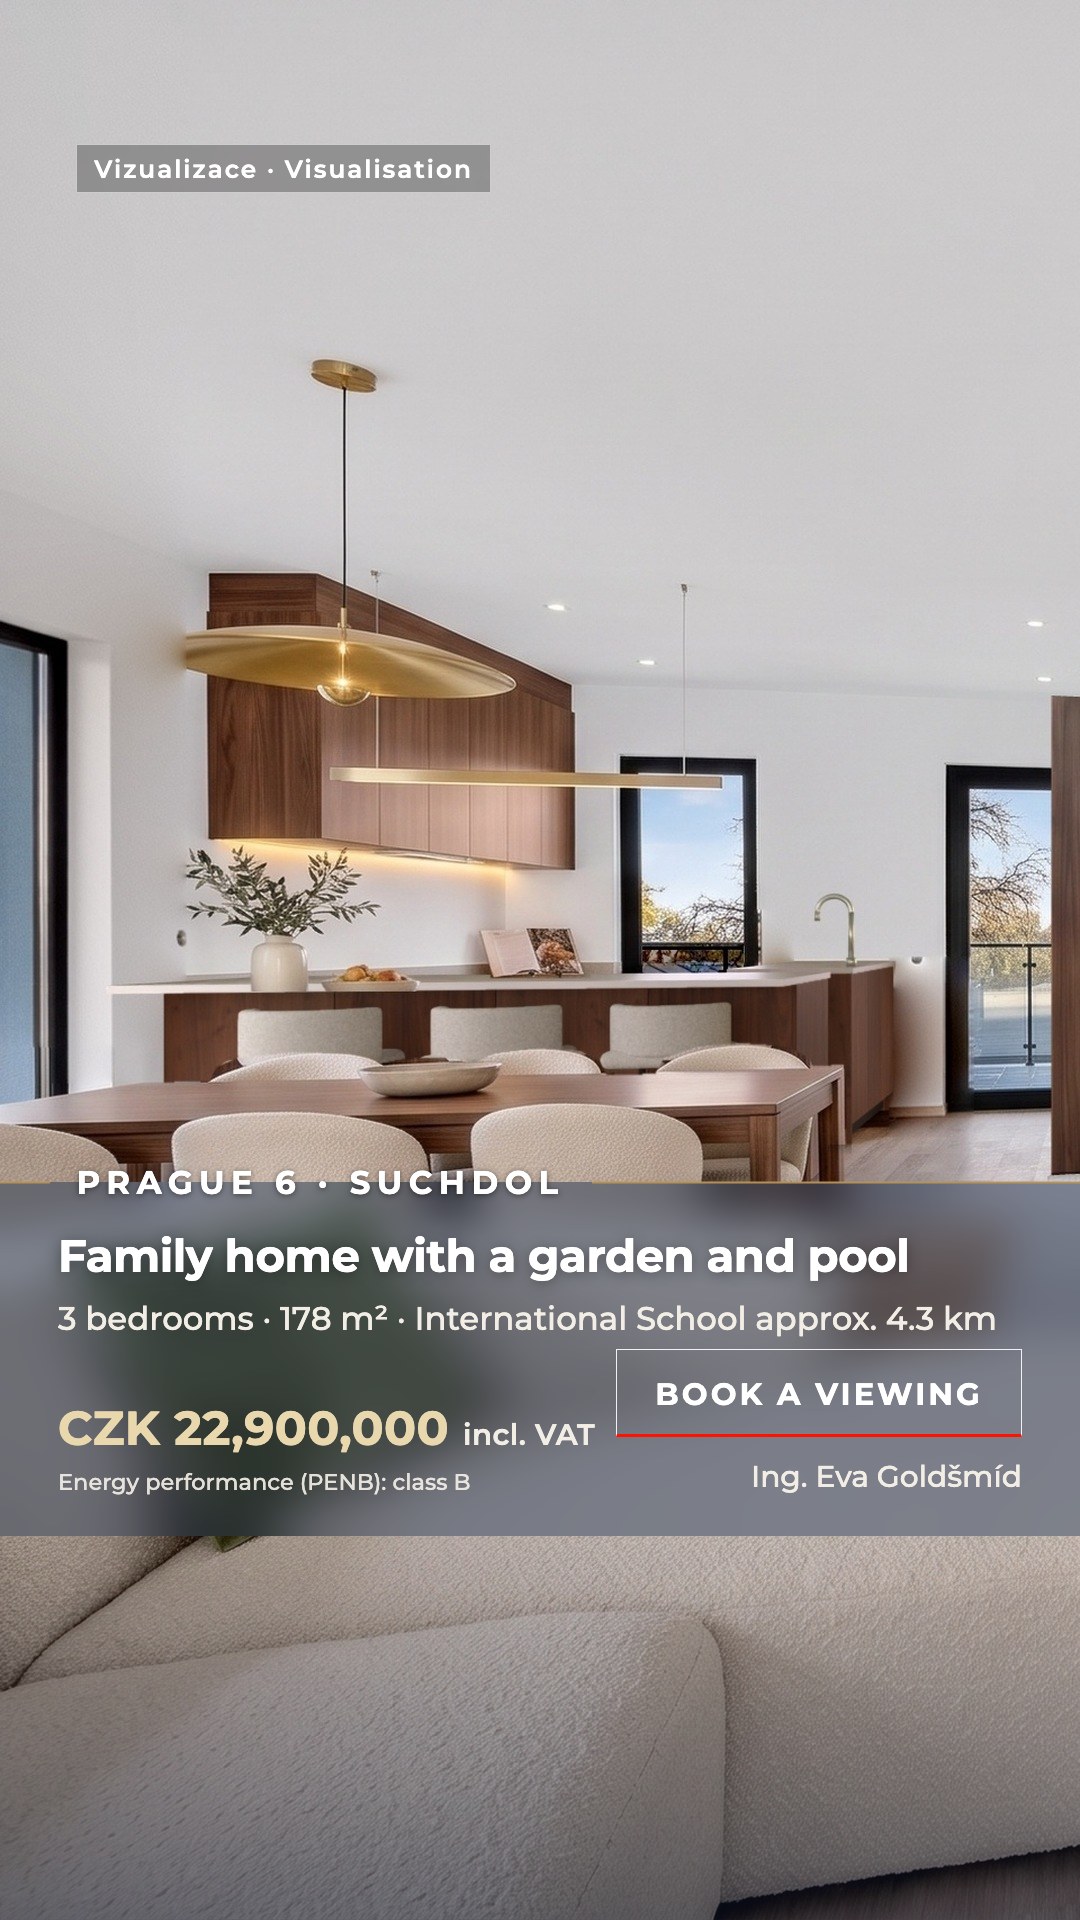 Vizualizace · Visualisation
PRAGUE 6 · SUCHDOL
Family home with a garden and pool
3 bedrooms · 178 m² · International School approx. 4.3 km
BOOK A VIEWING
CZK 22,900,000 incl. VAT
Energy performance (PENB): class B
Ing. Eva Goldšmíd